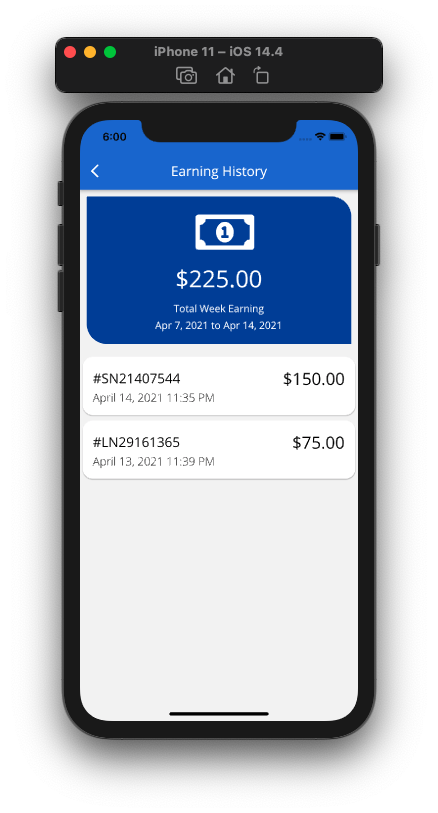 iPhone 11 – iOS 14.4
6:00
Earning History
1
$225.00
Total Week Earning
Apr 7, 2021 to Apr 14, 2021
#SN21407544
$150.00
April 14, 2021 11:35 PM
#LN29161365
$75.00
April 13, 2021 11:39 PM